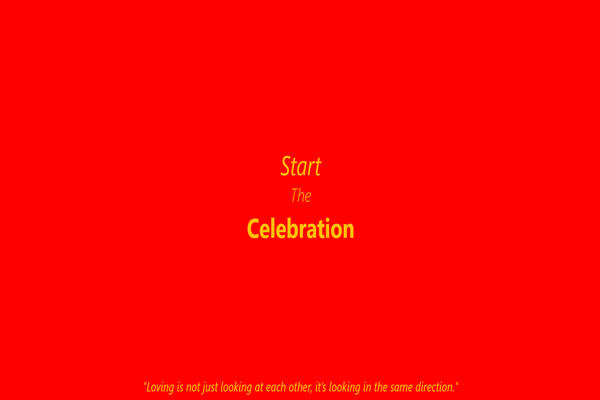 Start
The
Celebration
"Loving is not just looking at each other, it's looking in the same direction."